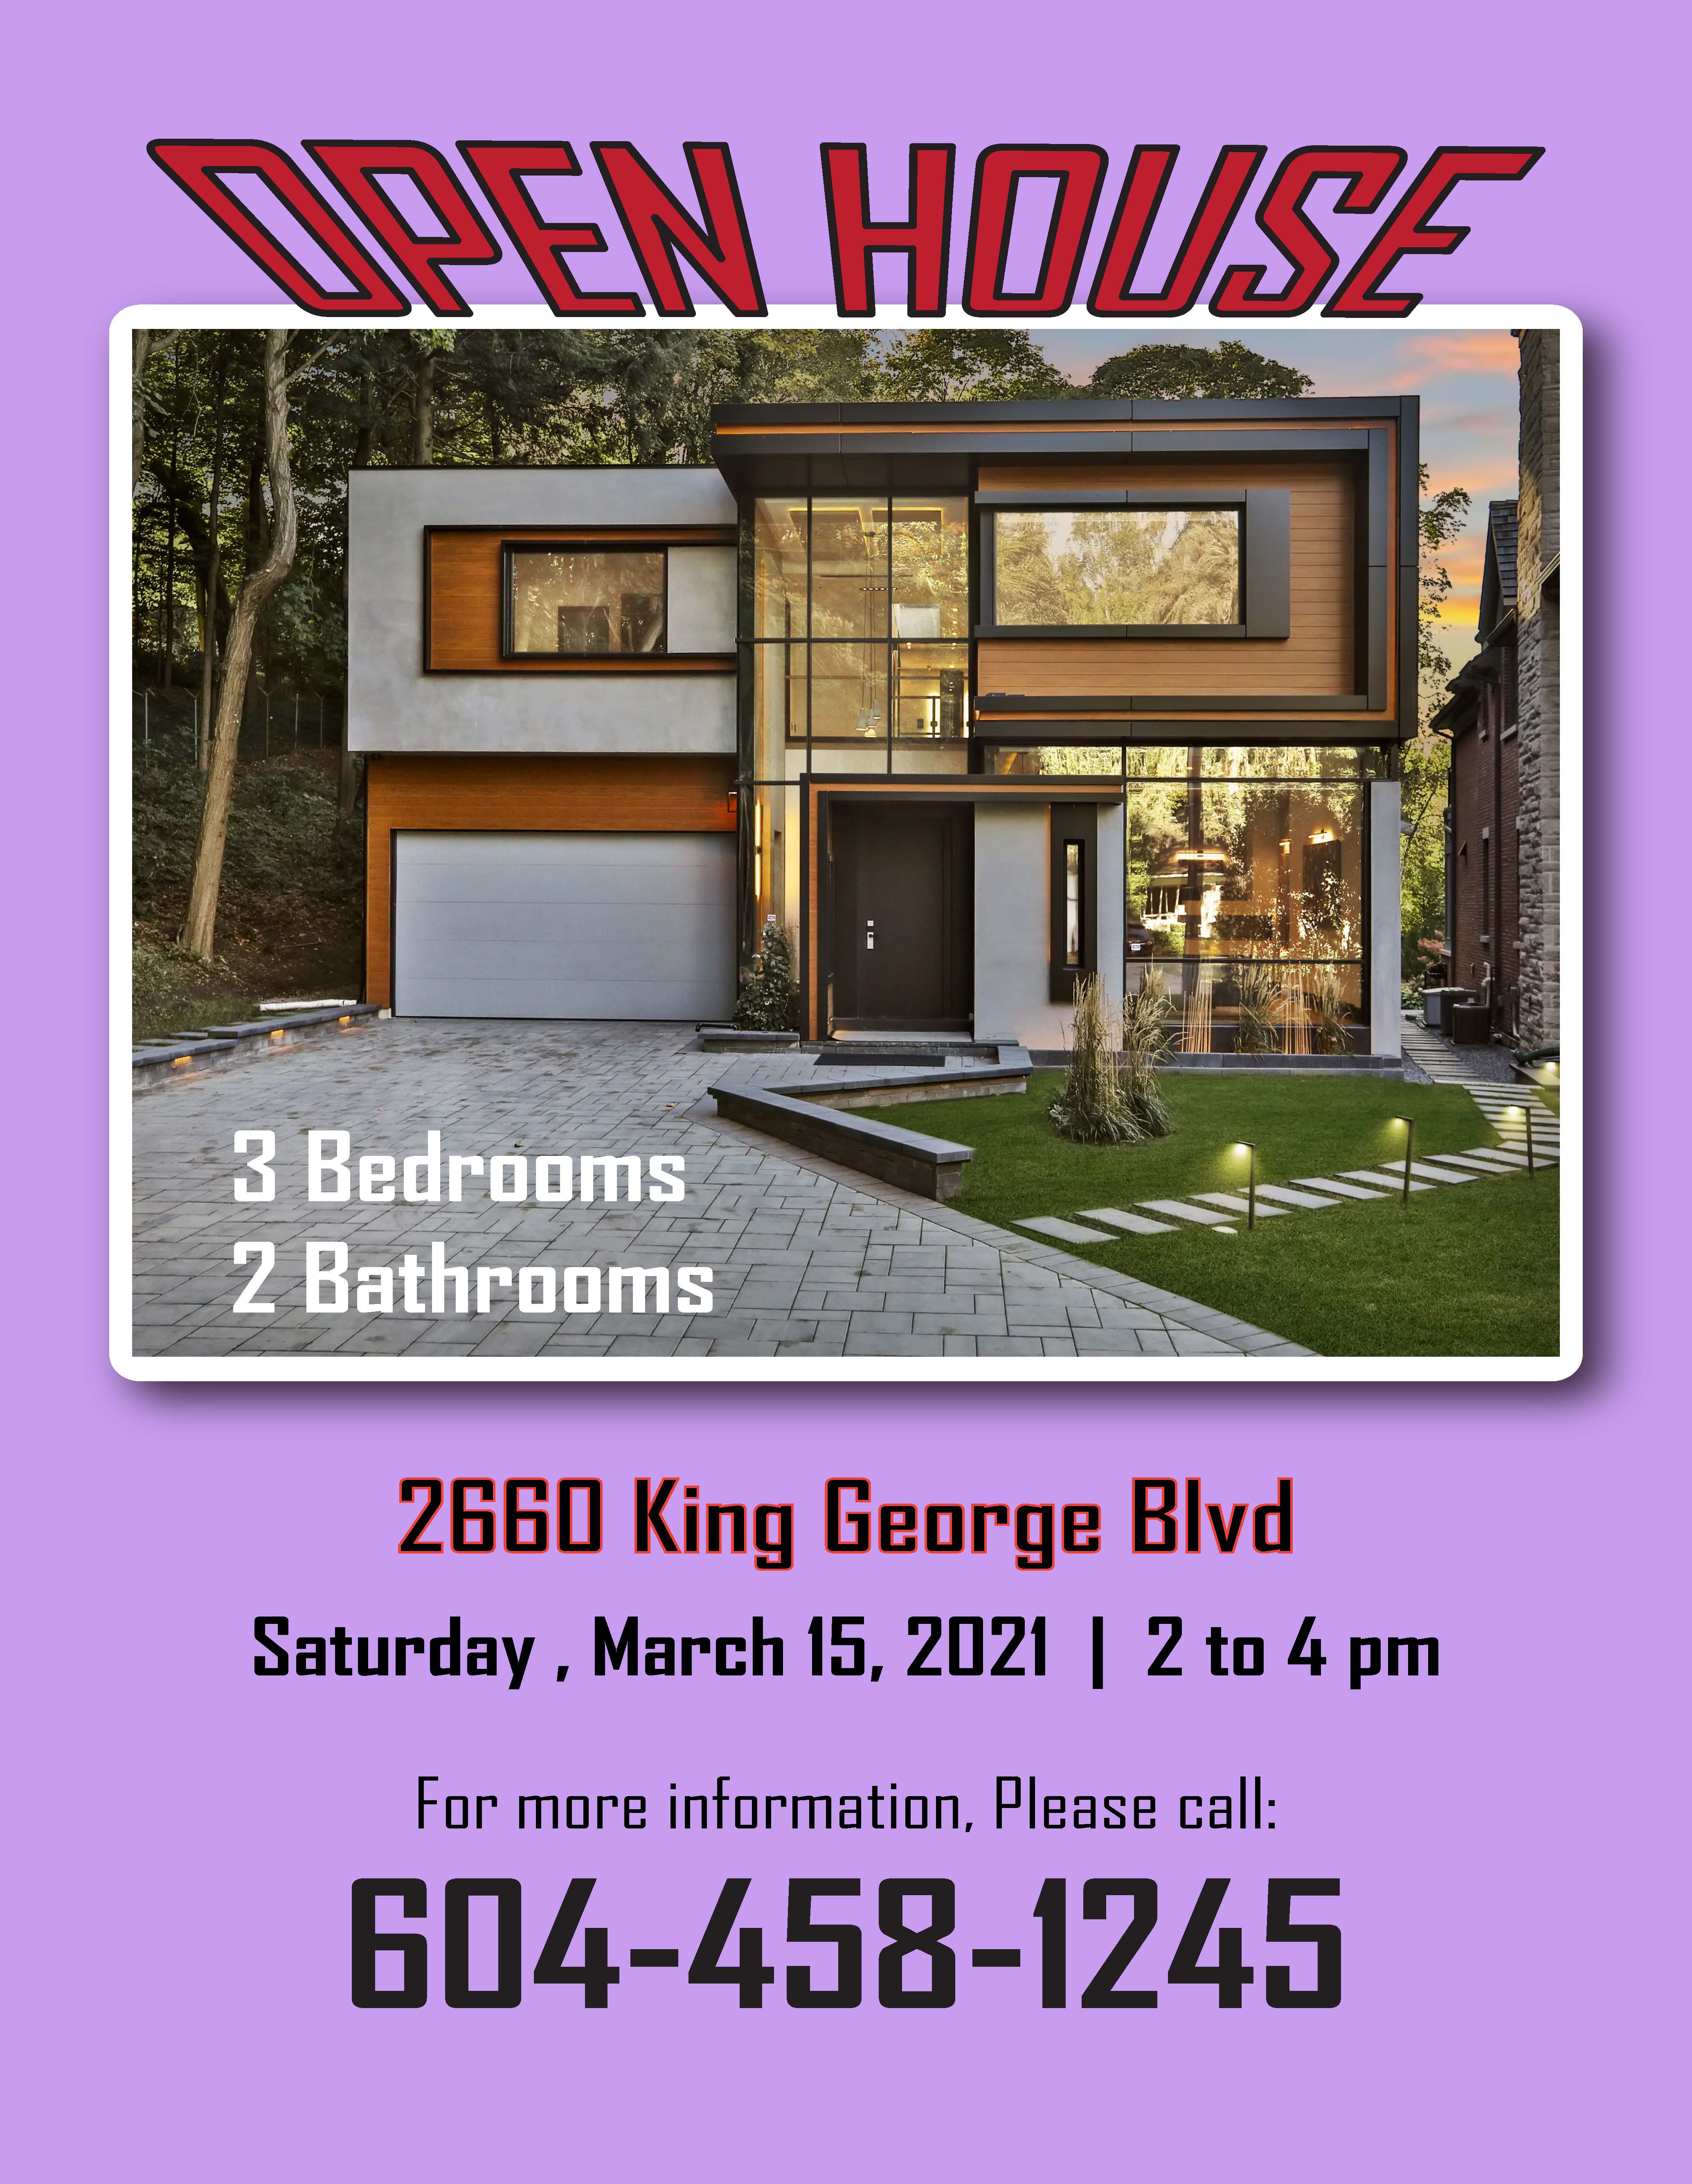 OPEN HOUSE
3 Bedrooms
2 Bathrooms
2660 King George Blvd
Saturday , March 15, 2021 | 2 to 4 pm
For more information, Please call:
604-458-1245